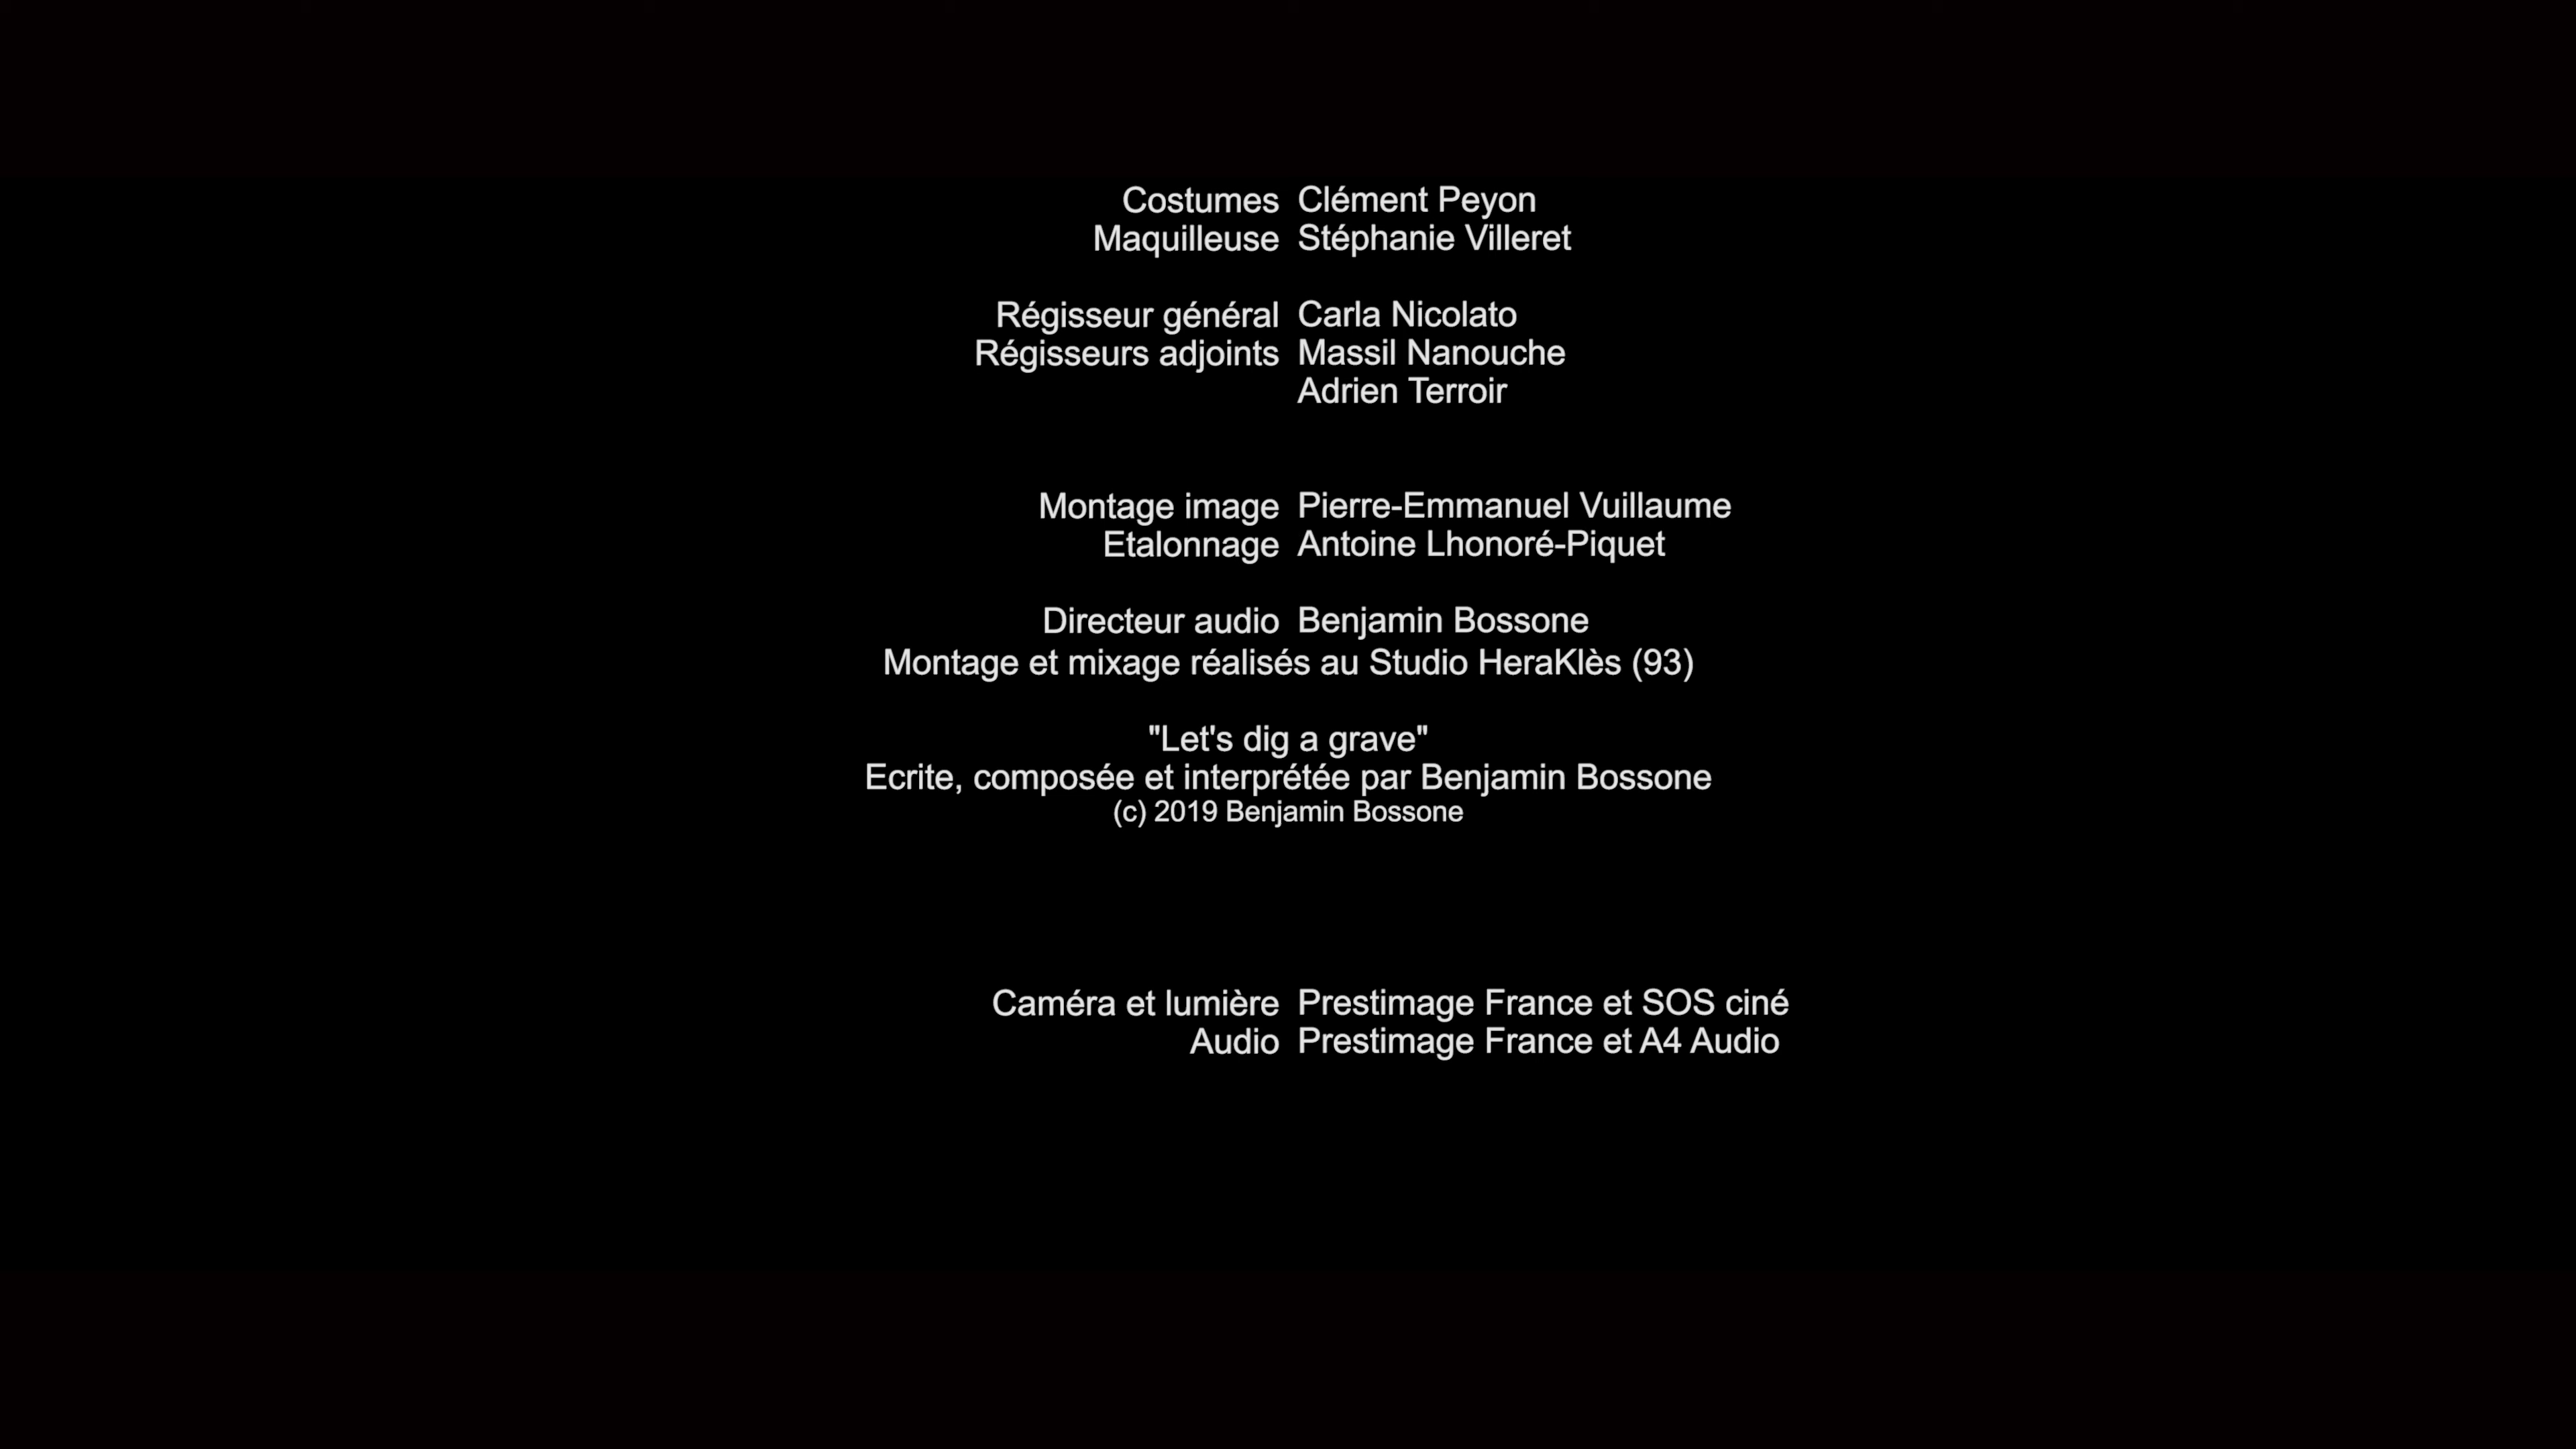 Costumes Clément Peyon
Maquilleuse Stéphanie Villeret
Régisseur général Carla Nicolato
Régisseurs adjoints Massil Nanouche
Adrien Terroir
Montage image Pierre-Emmanuel Vuillaume
Etalonnage Antoine Lhonoré-Piquet
Directeur audio Benjamin Bossone
Montage et mixage réalisés au Studio HeraKlès (93)
"Let's dig a grave"
Ecrite, composée et interprétée par Benjamin Bossone
(c) 2019 Benjamin Bossone
Caméra et lumière Prestimage France et SOS ciné
Audio Prestimage France et A4 Audio